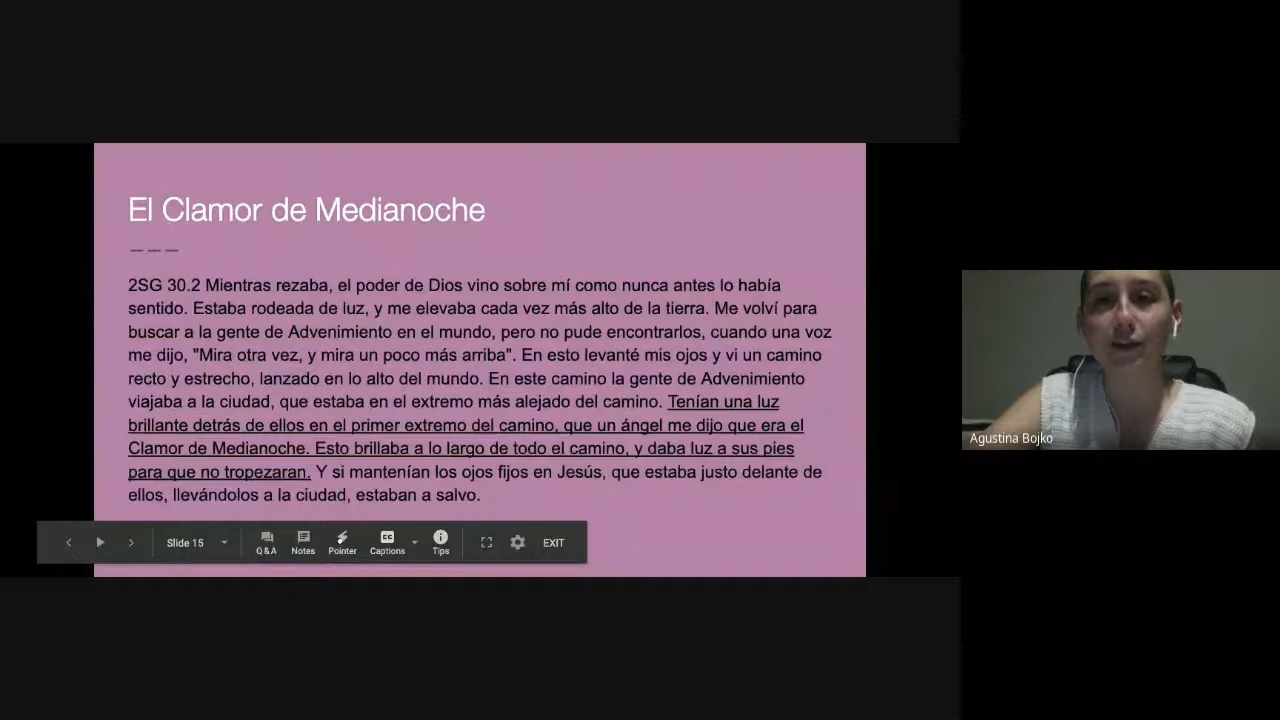 El Clamor de Medianoche
2SG 30.2 Mientras rezaba, el poder de Dios vino sobre mí como nunca antes lo había
sentido. Estaba rodeada de luz, y me elevaba cada vez más alto de la tierra. Me volví para
buscar a la gente de Advenimiento en el mundo, pero no pude encontrarlos, cuando una voz
me dijo, "Mira otra vez, y mira un poco más arriba". En esto levanté mis ojos y vi un camino
recto y estrecho, lanzado en lo alto del mundo. En este camino la gente de Advenimiento
viajaba a la ciudad, que estaba en el extremo más alejado del camino. Tenían una luz
brillante detrás de ellos en el primer extremo del camino, que un ángel me dijo que era el
Clamor de Medianoche. Esto brillaba a lo largo de todo el camino, y daba luz a sus pies
para que no tropezaran. Y si mantenían los ojos fijos en Jesús, que estaba justo delante de
ellos, llevándolos a la ciudad, estaban a salvo.
Slide 15
Q&A
Notes
Pointer
CC
Captions
Tips
EXIT
Agustina Bojko